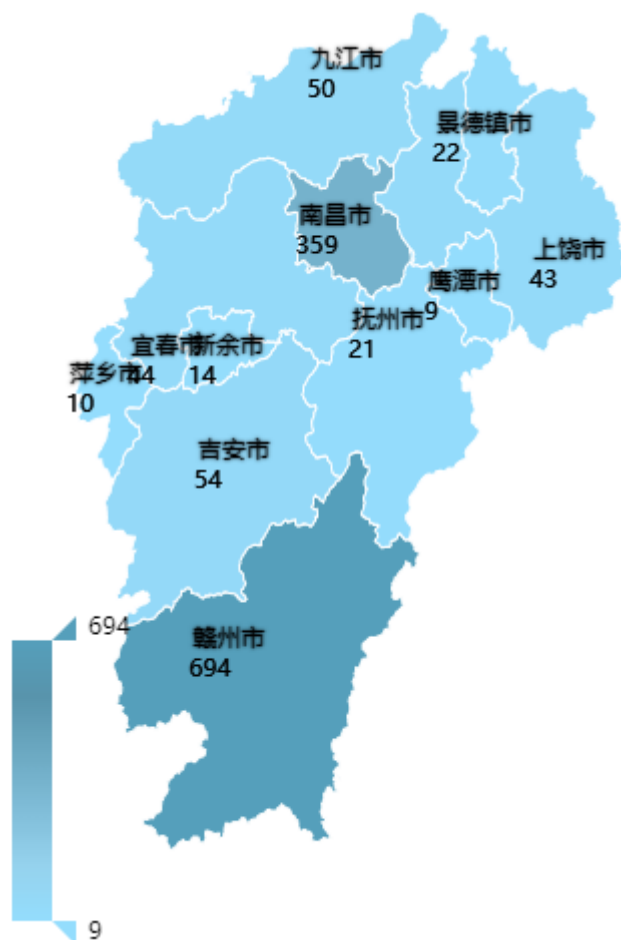 九江市
50
景德镇市
22
南昌市
359
上饶市
43
鹰潭市
9
抚州市
21
宜春市
44
新余市
14
萍乡市
10
吉安市
54
赣州市
694
694
9